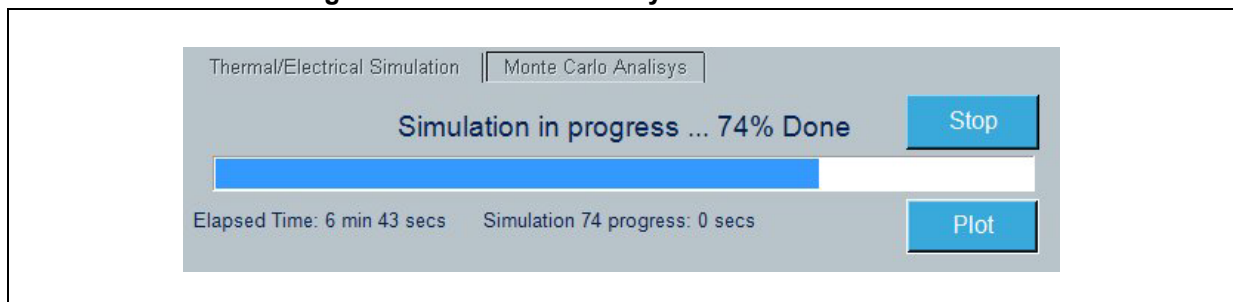 Thermal/Electrical Simulation Monte Carlo Analisys
Simulation in progress ... 74% Done
Stop
Elapsed Time: 6 min 43 secs Simulation 74 progress: 0 secs
Plot